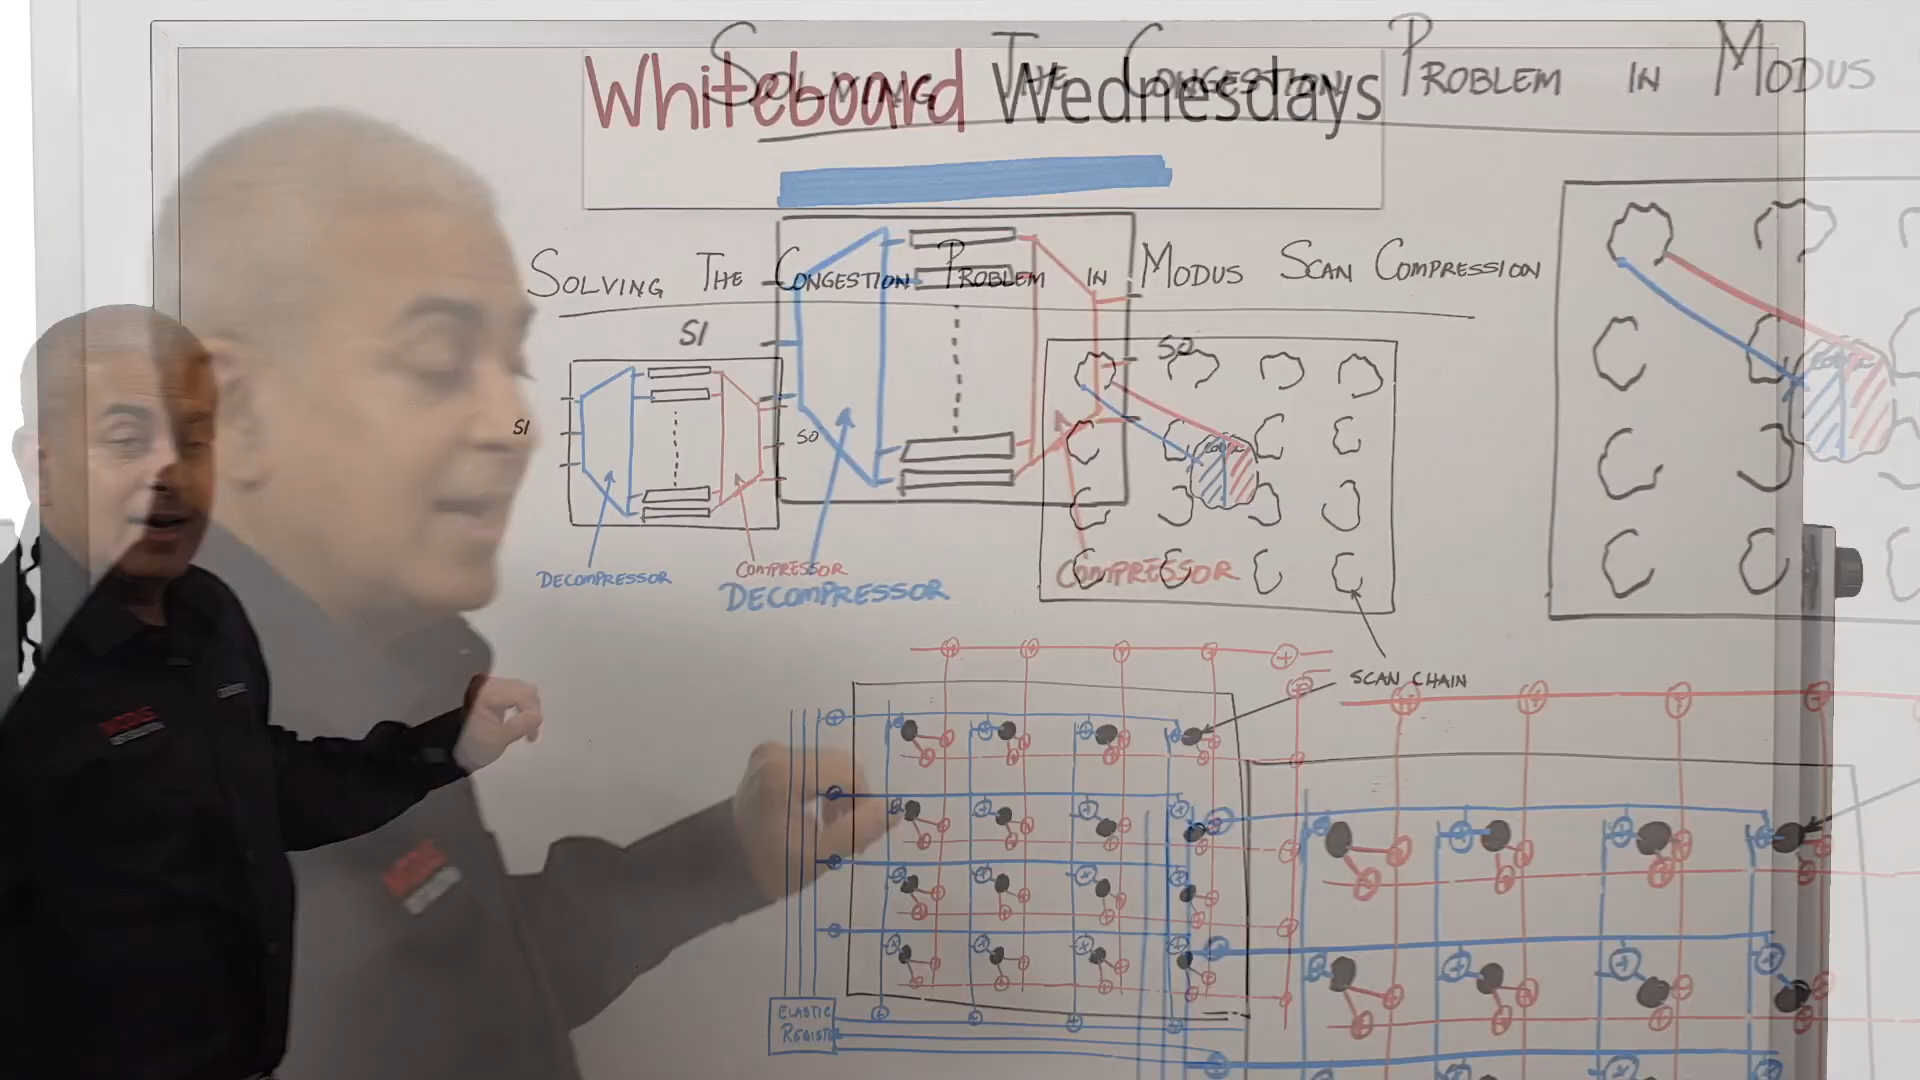 SOLVING THE CONGESTION PROBLEM IN MODUS
Whiteboard Wednesdays
SOLVING THE CONGESTION PROBLEM IN MODUS SCAN COMPRESSION
SI
SO
SI
SO
LOGIC
DECOMPRESSOR
COMPRESSOR
DECOMPRESSOR
COMPRESSOR
SCAN CHAIN
ELASTIC
REGISTER